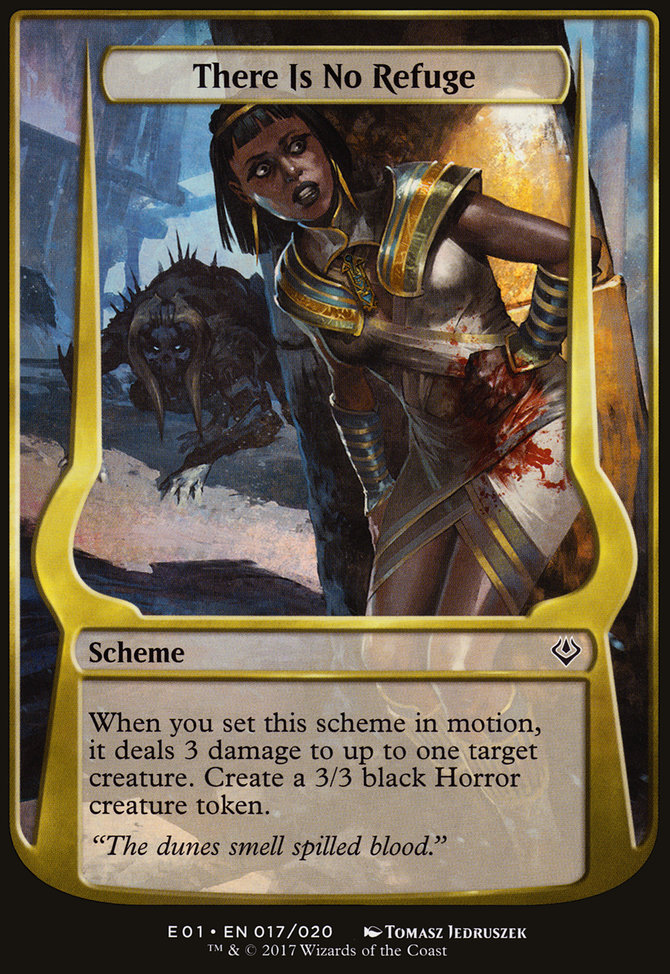 There Is No Refuge
Scheme
When you set this scheme in motion,
it deals 3 damage to up to one target
creature. Create a 3/3 black Horror
creature token.
“The dunes smell spilled blood.”
E01 • EN 017/020 Tomasz Jedruszek
™ & © 2017 Wizards of the Coast